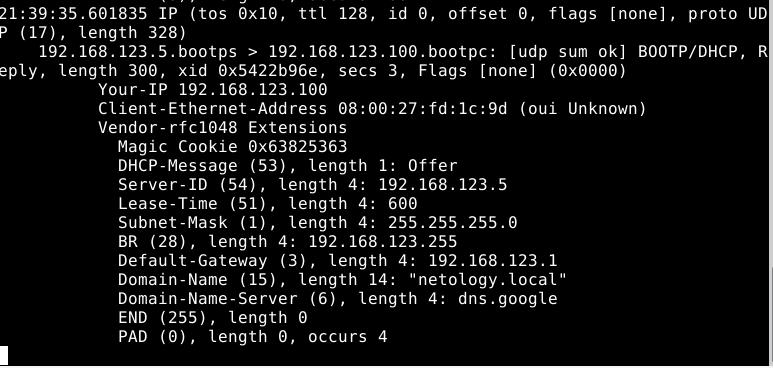 21:39:35.601835 IP (tos 0x10, ttl 128, id 0, offset 0, flags [none], proto UD
P (17), length 328)
192.168.123.5.bootps > 192.168.123.100.bootpc: [udp sum ok] BOOTP/DHCP, R
eply, length 300, xid 0x5422b96e, secs 3, Flags [none] (0x0000)
Your-IP 192.168.123.100
Client-Ethernet-Address 08:00:27:fd:1c:9d (oui Unknown)
Vendor-rfc1048 Extensions
Magic Cookie 0x63825363
DHCP-Message (53), length 1: Offer
Server-ID (54), length 4: 192.168.123.5
Lease-Time (51), length 4: 600
Subnet-Mask (1), length 4: 255.255.255.0
BR (28), length 4: 192.168.123.255
Default-Gateway (3), length 4: 192.168.123.1
Domain-Name (15), length 14: "netology.local"
Domain-Name-Server (6), length 4: dns.google
END (255), length 0
PAD (0), length 0, occurs 4